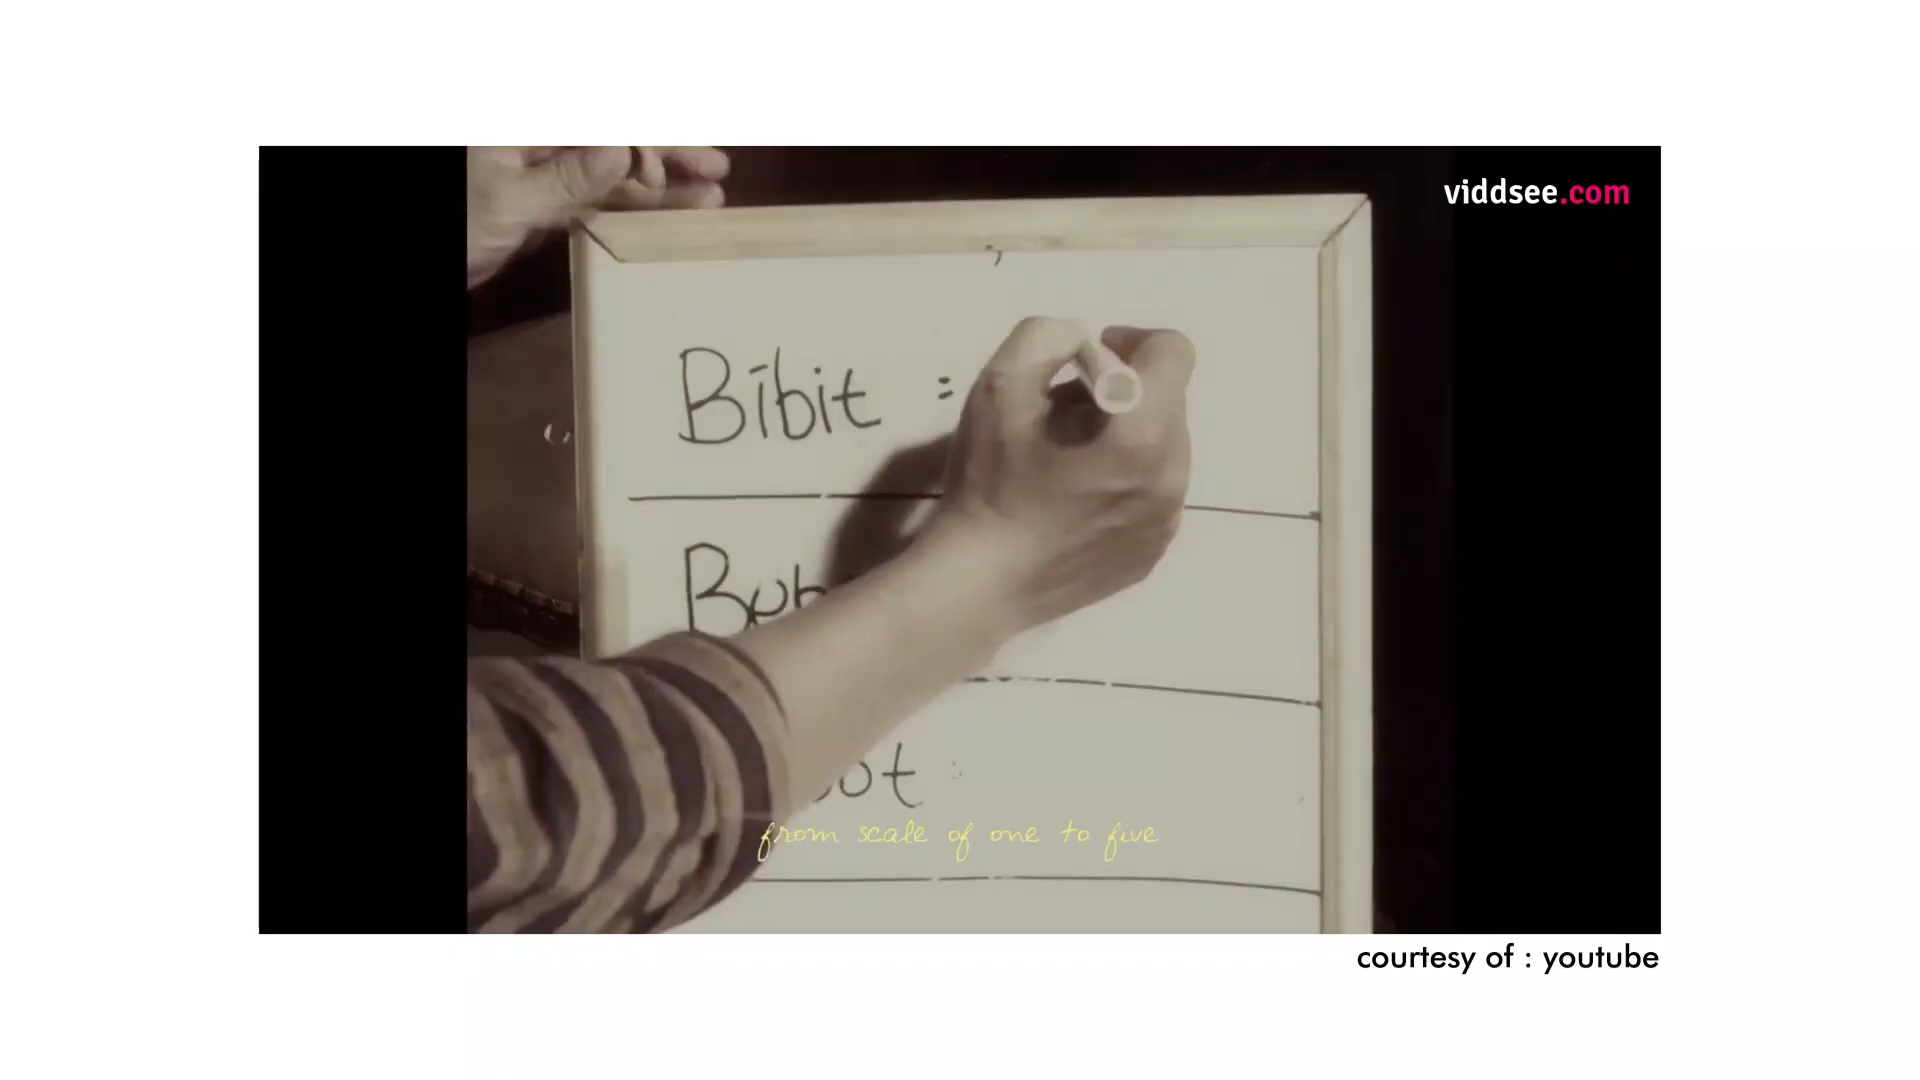 viddsee.com
Bibit =
from scale of one to five
courtesy of : youtube